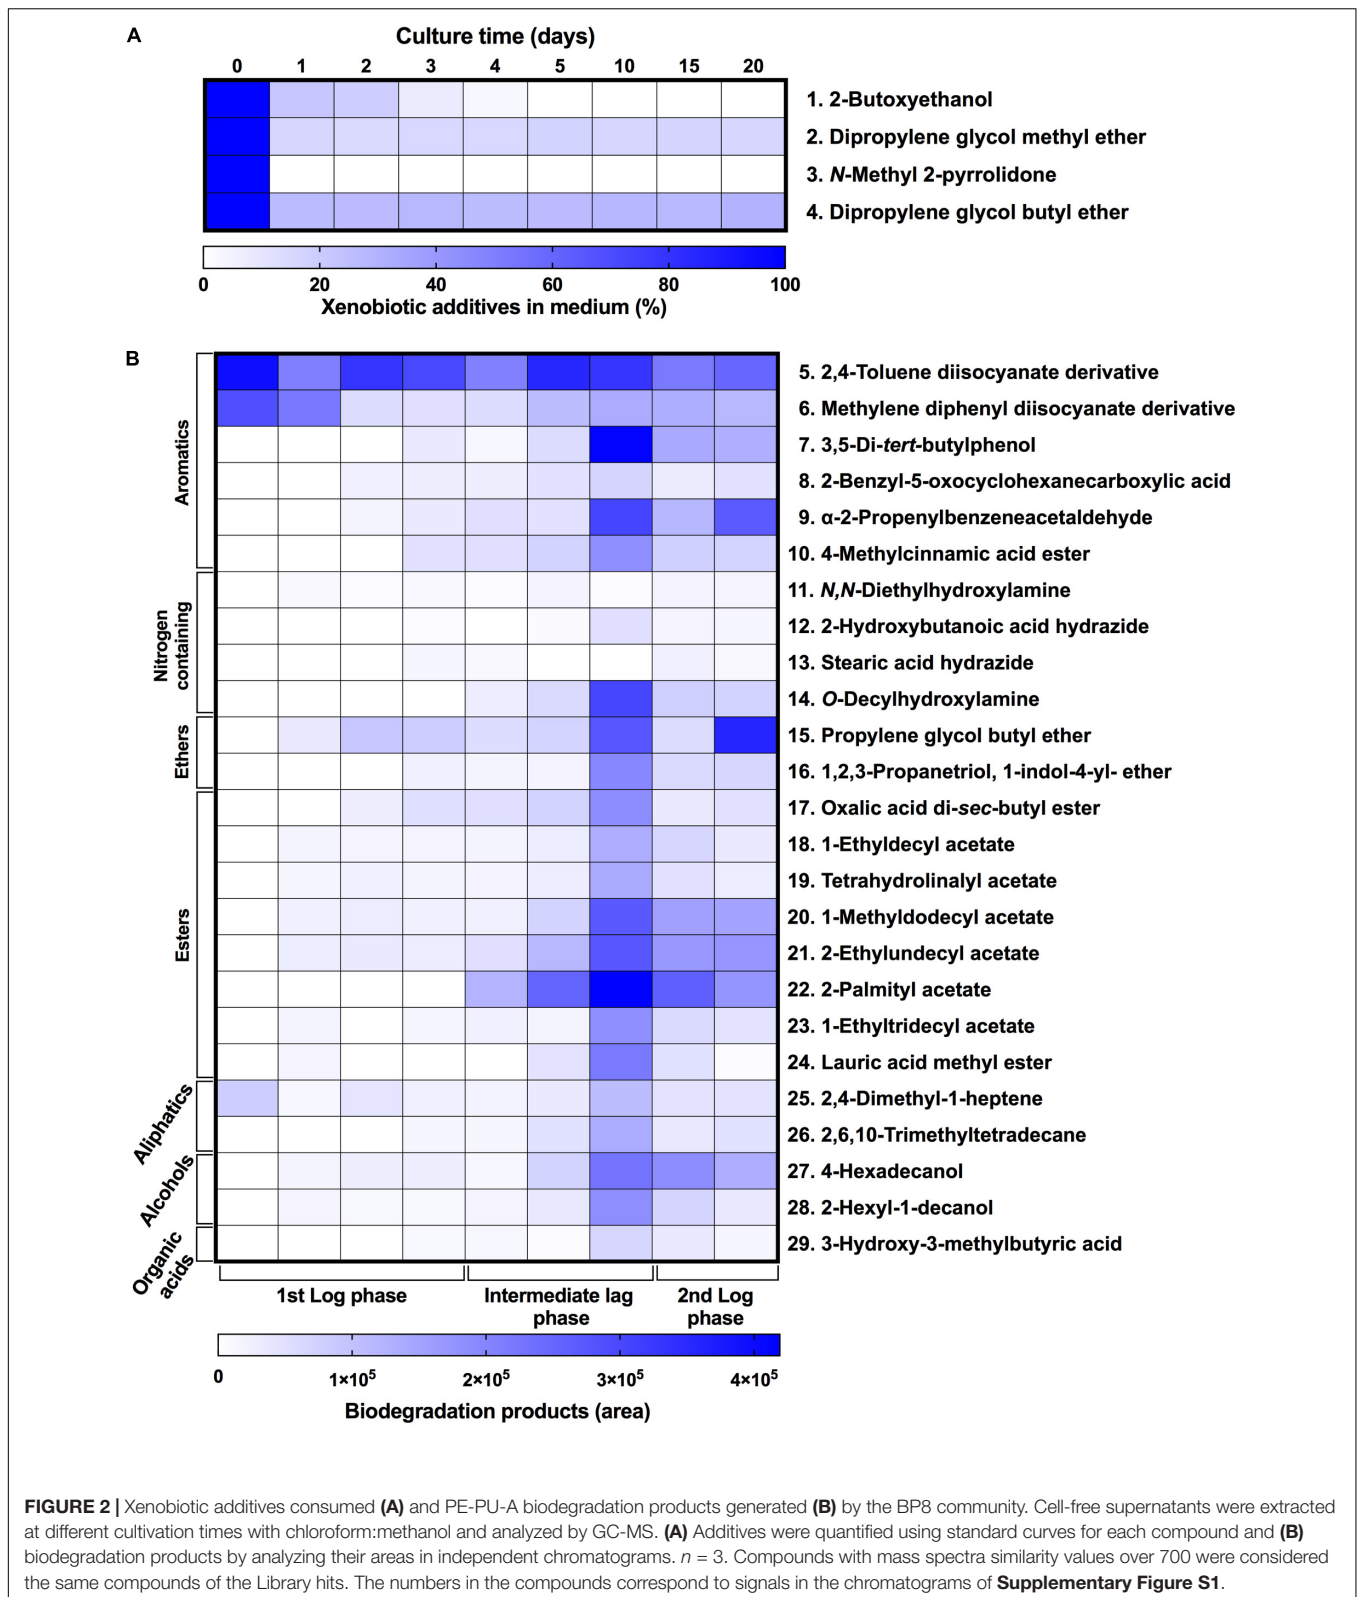 A
Culture time (days)
0 1 2 3 4 5 10 15 20
1. 2-Butoxyethanol
2. Dipropylene glycol methyl ether
3. N-Methyl 2-pyrrolidone
4. Dipropylene glycol butyl ether
0 20 40 60 80 100
Xenobiotic additives in medium (%)
B
Aromatics
5. 2,4-Toluene diisocyanate derivative
6. Methylene diphenyl diisocyanate derivative
7. 3,5-Di-tert-butylphenol
8. 2-Benzyl-5-oxocyclohexanecarboxylic acid
9. α-2-Propenylbenzeneacetaldehyde
10. 4-Methylcinnamic acid ester
Nitrogen
containing
11. N,N-Diethylhydroxylamine
12. 2-Hydroxybutanoic acid hydrazide
13. Stearic acid hydrazide
14. O-Decylhydroxylamine
Ethers
15. Propylene glycol butyl ether
16. 1,2,3-Propanetriol, 1-indol-4-yl- ether
Esters
17. Oxalic acid di-sec-butyl ester
18. 1-Ethyldecyl acetate
19. Tetrahydrolinalyl acetate
20. 1-Methyldodecyl acetate
21. 2-Ethylundecyl acetate
22. 2-Palmityl acetate
23. 1-Ethyltridecyl acetate
24. Lauric acid methyl ester
Aliphatics
25. 2,4-Dimethyl-1-heptene
26. 2,6,10-Trimethyltetradecane
Alcohols
27. 4-Hexadecanol
28. 2-Hexyl-1-decanol
Organic
acids
29. 3-Hydroxy-3-methylbutyric acid
1st Log phase
Intermediate lag
phase
2nd Log
phase
0 1×10⁵ 2×10⁵ 3×10⁵ 4×10⁵
Biodegradation products (area)
FIGURE 2 | Xenobiotic additives consumed (A) and PE-PU-A biodegradation products generated (B) by the BP8 community. Cell-free supernatants were extracted
at different cultivation times with chloroform:methanol and analyzed by GC-MS. (A) Additives were quantified using standard curves for each compound and (B)
biodegradation products by analyzing their areas in independent chromatograms. n = 3. Compounds with mass spectra similarity values over 700 were considered
the same compounds of the Library hits. The numbers in the compounds correspond to signals in the chromatograms of Supplementary Figure S1.